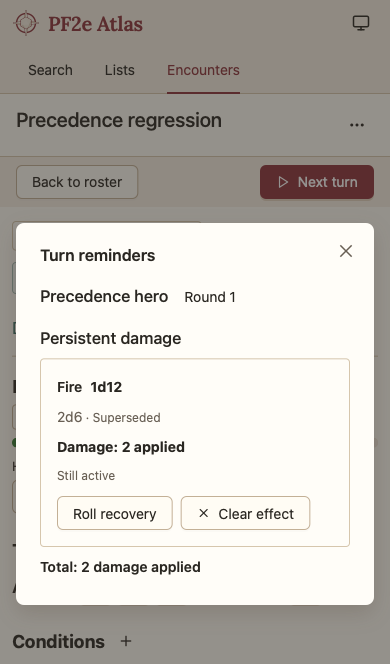 PF2e Atlas
Search Lists Encounters
Precedence regression
Back to roster Next turn
Turn reminders
Precedence hero Round 1
Persistent damage
Fire 1d12
2d6 · Superseded
Damage: 2 applied
Still active
Roll recovery Clear effect
Total: 2 damage applied
Conditions